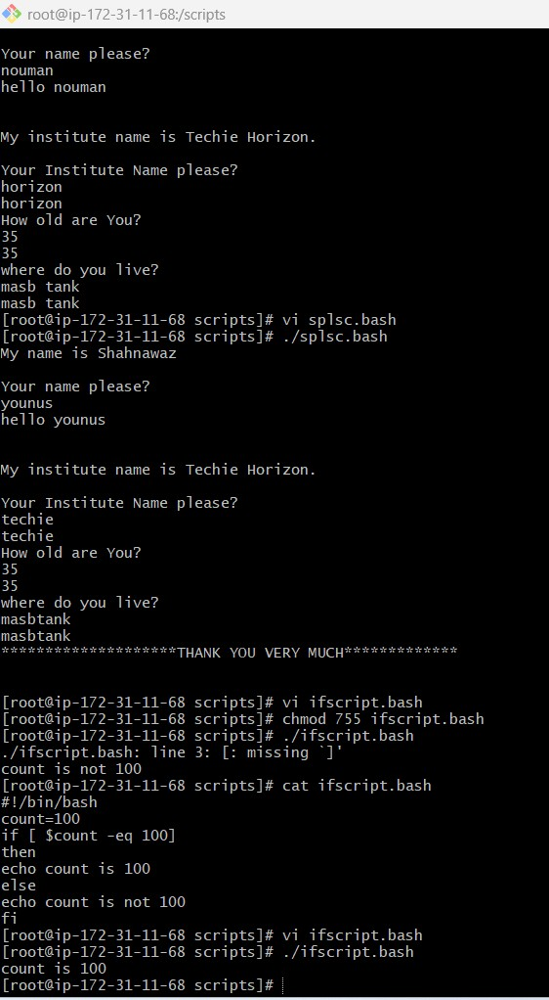 root@ip-172-31-11-68:/scripts
Your name please?
nouman
hello nouman
My institute name is Techie Horizon.
Your Institute Name please?
horizon
horizon
How old are You?
35
35
where do you live?
masb tank
masb tank
[root@ip-172-31-11-68 scripts]# vi splsc.bash
[root@ip-172-31-11-68 scripts]# ./splsc.bash
My name is Shahnawaz
Your name please?
younus
hello younus
My institute name is Techie Horizon.
Your Institute Name please?
techie
techie
How old are You?
35
35
where do you live?
masbtank
masbtank
********************THANK YOU VERY MUCH*************
[root@ip-172-31-11-68 scripts]# vi ifscript.bash
[root@ip-172-31-11-68 scripts]# chmod 755 ifscript.bash
[root@ip-172-31-11-68 scripts]# ./ifscript.bash
./ifscript.bash: line 3: [: missing `]'
count is not 100
[root@ip-172-31-11-68 scripts]# cat ifscript.bash
#!/bin/bash
count=100
if [ $count -eq 100]
then
echo count is 100
else
echo count is not 100
fi
[root@ip-172-31-11-68 scripts]# vi ifscript.bash
[root@ip-172-31-11-68 scripts]# ./ifscript.bash
count is 100
[root@ip-172-31-11-68 scripts]#